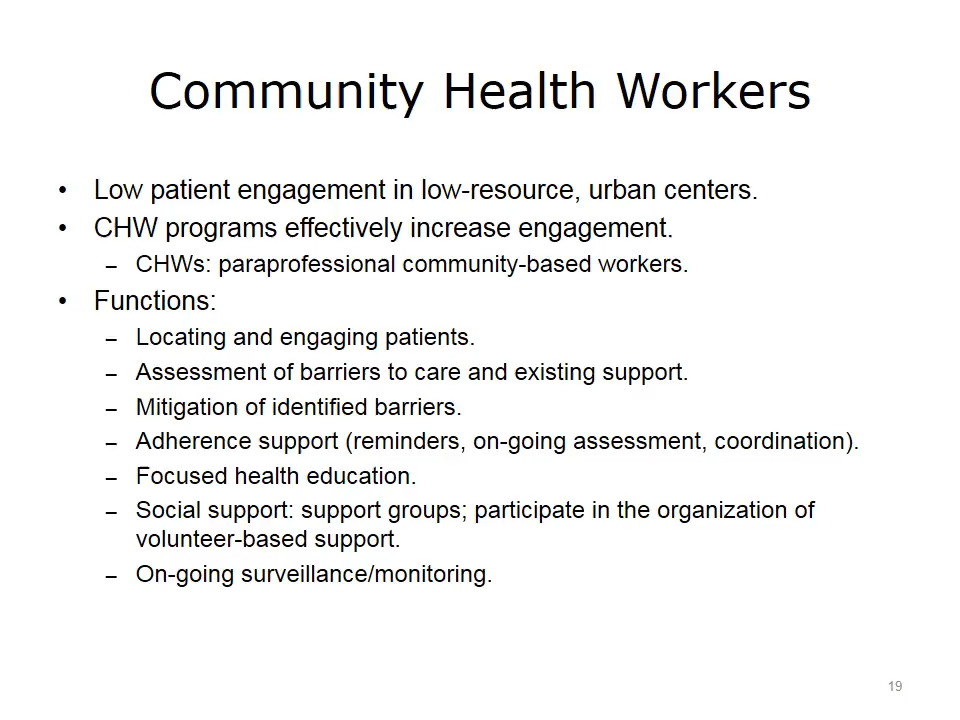 Community Health Workers
• Low patient engagement in low-resource, urban centers.
• CHW programs effectively increase engagement.
– CHWs: paraprofessional community-based workers.
• Functions:
– Locating and engaging patients.
– Assessment of barriers to care and existing support.
– Mitigation of identified barriers.
– Adherence support (reminders, on-going assessment, coordination).
– Focused health education.
– Social support: support groups; participate in the organization of
volunteer-based support.
– On-going surveillance/monitoring.
19